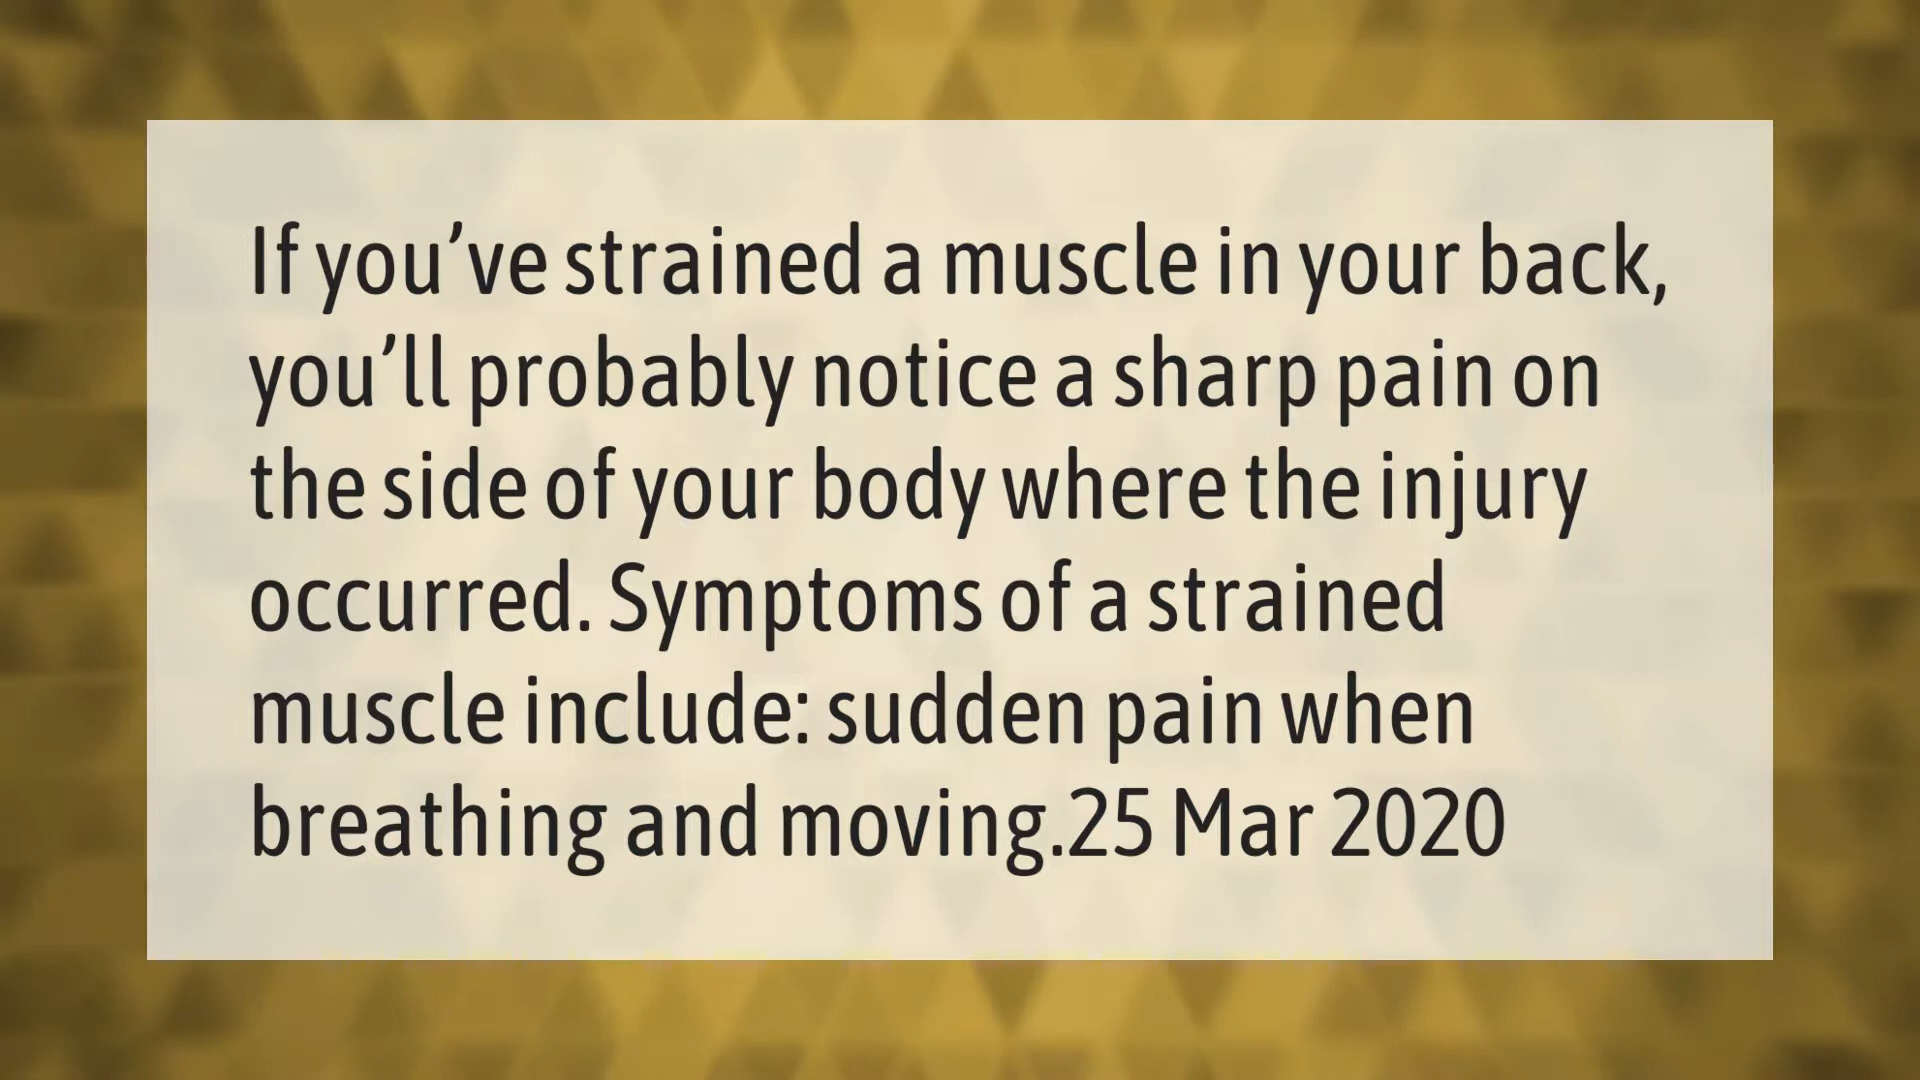 If you’ve strained a muscle in your back,
you’ll probably notice a sharp pain on
the side of your body where the injury
occurred. Symptoms of a strained
muscle include: sudden pain when
breathing and moving.25 Mar 2020